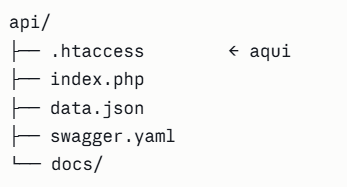 api/
├── .htaccess        ← aqui
├── index.php
├── data.json
├── swagger.yaml
└── docs/